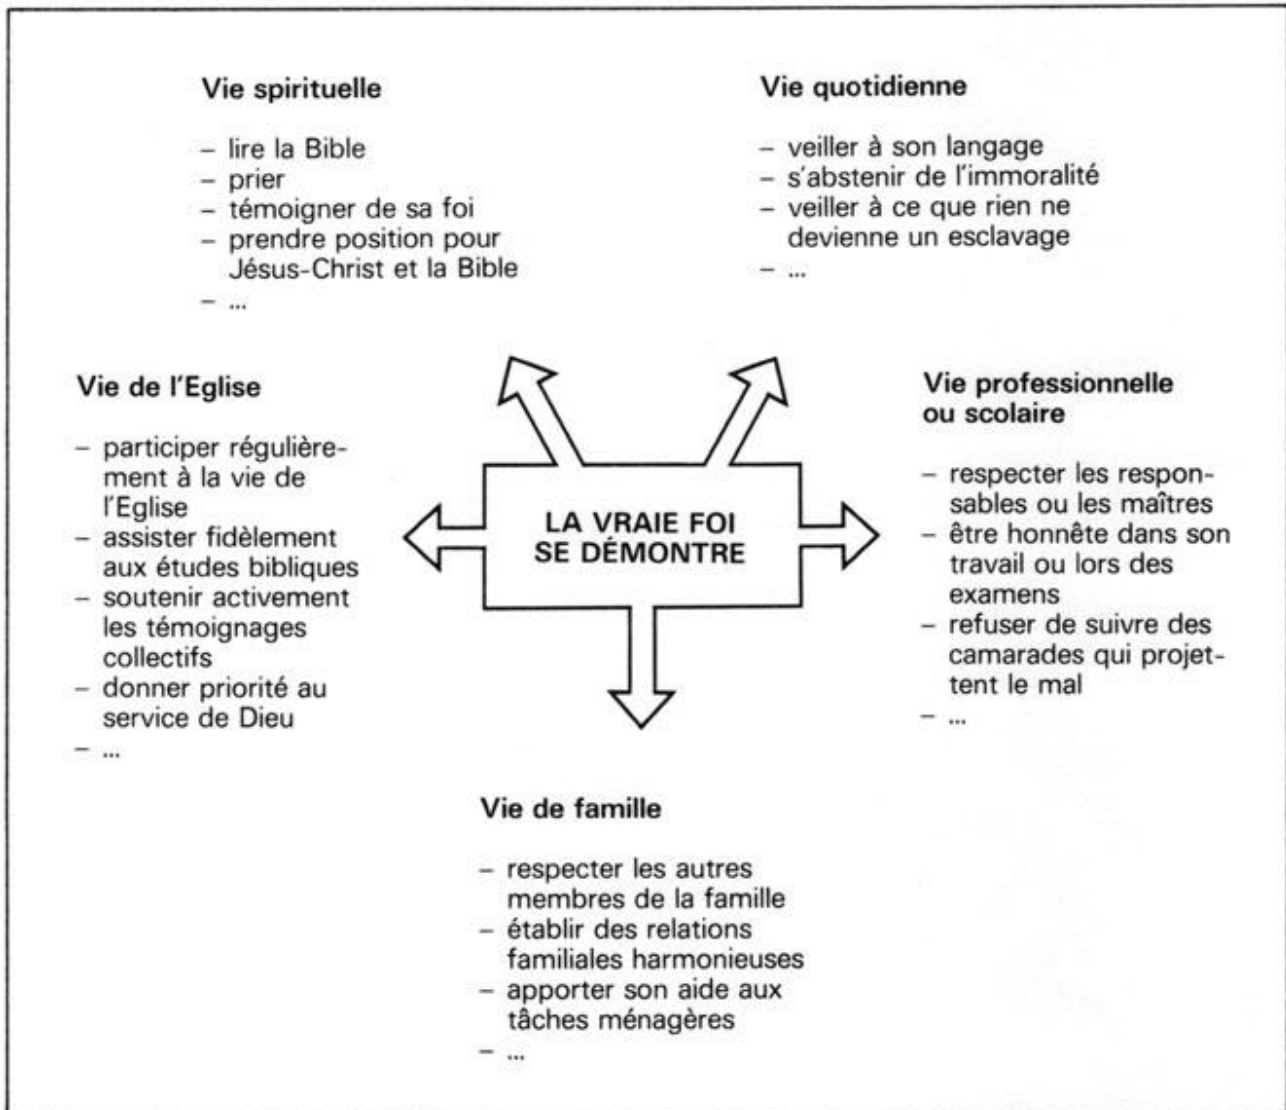 Vie spirituelle
– lire la Bible
– prier
– témoigner de sa foi
– prendre position pour
Jésus-Christ et la Bible
– ...
Vie quotidienne
– veiller à son langage
– s'abstenir de l'immoralité
– veiller à ce que rien ne
devienne un esclavage
– ...
Vie de l'Eglise
– participer régulière-
ment à la vie de
l'Eglise
– assister fidèlement
aux études bibliques
– soutenir activement
les témoignages
collectifs
– donner priorité au
service de Dieu
– ...
LA VRAIE FOI
SE DÉMONTRE
Vie professionnelle
ou scolaire
– respecter les respon-
sables ou les maîtres
– être honnête dans son
travail ou lors des
examens
– refuser de suivre des
camarades qui projet-
tent le mal
– ...
Vie de famille
– respecter les autres
membres de la famille
– établir des relations
familiales harmonieuses
– apporter son aide aux
tâches ménagères
– ...